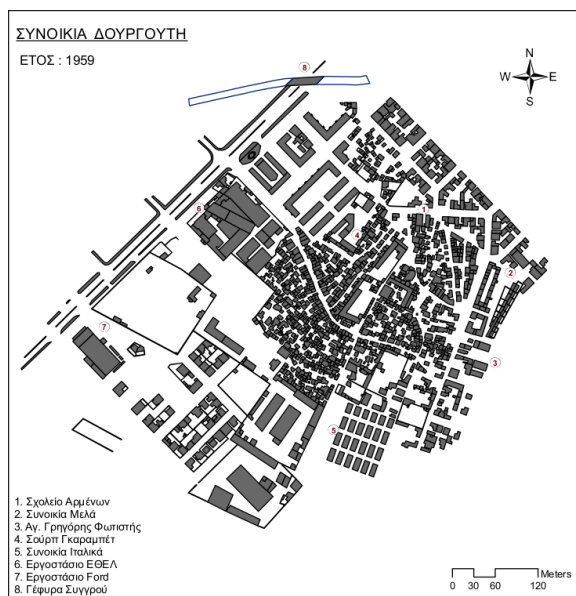 ΣΥΝΟΙΚΙΑ ΔΟΥΡΓΟΥΤΗ
ΕΤΟΣ : 1959
N
W E
S
8
6
1
4
2
7
3
5
1. Σχολείο Αρμένων
2. Συνοικία Μελά
3. Αγ. Γρηγόρης Φωτιστής
4. Σούρπ Γκαραμπέτ
5. Συνοικία Ιταλικά
6. Εργοστάσιο ΕΘΕΛ
7. Εργοστάσιο Ford
8. Γέφυρα Συγγρού
Meters
0 30 60 120